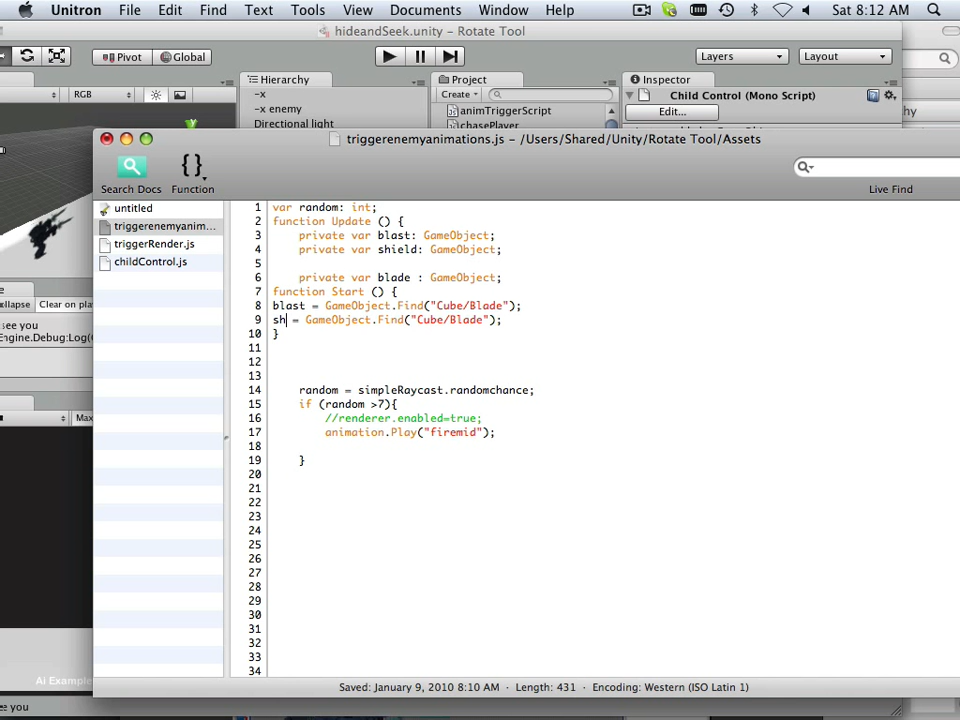 Unitron File Edit Find Text Tools View Documents Window Help Sat 8:12 AM
hideandSeek.unity – Rotate Tool
Pivot Global Layers Layout
Hierarchy Project Inspector
RGB Create
-x animTriggerScript Child Control (Mono Script)
-x enemy Edit...
Directional light chasePlayer
triggerenemyanimations.js – /Users/Shared/Unity/Rotate Tool/Assets
Search Docs Function Live Find
untitled
triggerenemyanim...
triggerRender.js
childControl.js
1 var random: int;
2 function Update () {
3 private var blast: GameObject;
4 private var shield: GameObject;
5
6 private var blade : GameObject;
7 function Start () {
8 blast = GameObject.Find("Cube/Blade");
9 sh = GameObject.Find("Cube/Blade");
10 }
11
12
13
14 random = simpleRaycast.randomchance;
15 if (random >7){
16 //renderer.enabled=true;
17 animation.Play("firemid");
18
19 }
20
21
22
23
24
25
26
27
28
29
30
31
32
33
34
ollapse Clear on play
see you
Engine.Debug:Log(
Max
Ai Example
ee you
Saved: January 9, 2010 8:10 AM Length: 431 Encoding: Western (ISO Latin 1)